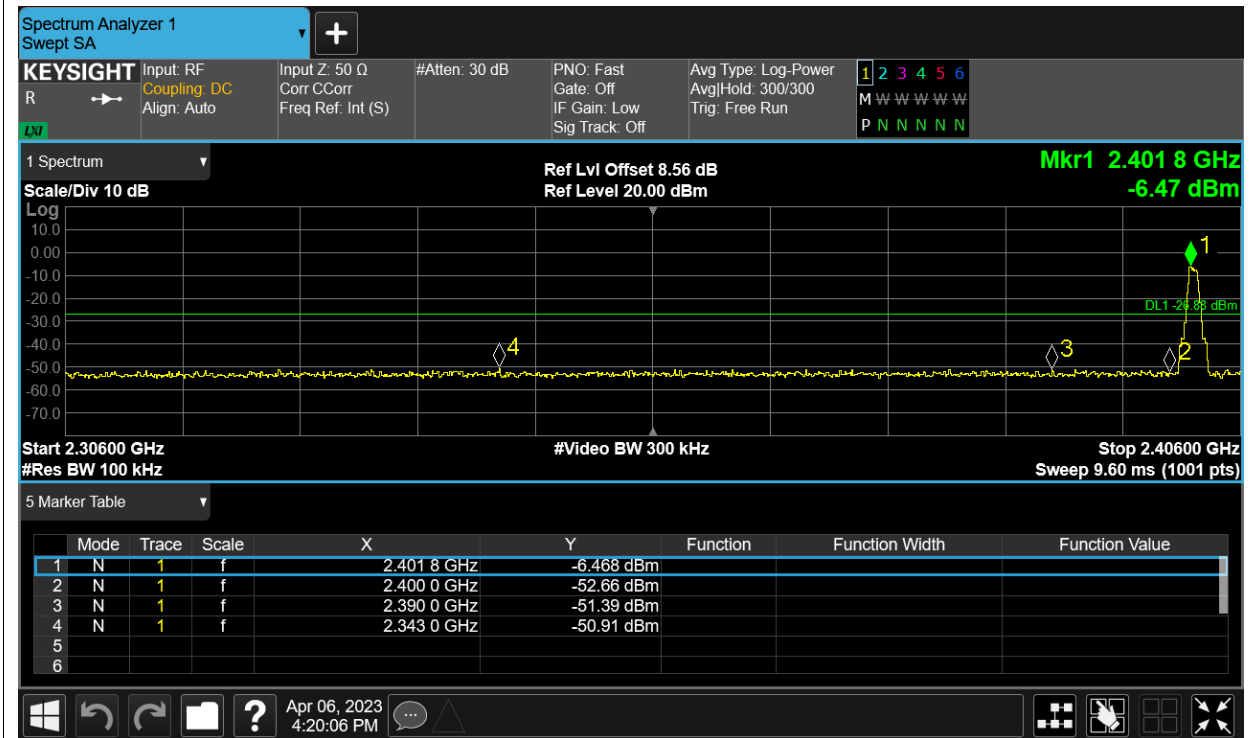 Spectrum Analyzer 1
Swept SA
KEYSIGHT
R
LXI
Input: RF
Coupling: DC
Align: Auto
Input Z: 50 Ω
Corr CCorr
Freq Ref: Int (S)
#Atten: 30 dB
PNO: Fast
Gate: Off
IF Gain: Low
Sig Track: Off
Avg Type: Log-Power
Avg|Hold: 300/300
Trig: Free Run
1 2 3 4 5 6
M W W W W W W
P N N N N N N
1 Spectrum
Scale/Div 10 dB
Ref Lvl Offset 8.56 dB
Ref Level 20.00 dBm
Mkr1 2.401 8 GHz
-6.47 dBm
Log
10.0
0.00
-10.0
-20.0
-30.0
-40.0
-50.0
-60.0
-70.0
1
DL1 -26.88 dBm
4
3
2
Start 2.30600 GHz
#Video BW 300 kHz
Stop 2.40600 GHz
#Res BW 100 kHz
Sweep 9.60 ms (1001 pts)
5 Marker Table
Mode Trace Scale X Y Function Function Width Function Value
1 N 1 f 2.401 8 GHz -6.468 dBm
2 N 1 f 2.400 0 GHz -52.66 dBm
3 N 1 f 2.390 0 GHz -51.39 dBm
4 N 1 f 2.343 0 GHz -50.91 dBm
5
6
?
Apr 06, 2023
4:20:06 PM